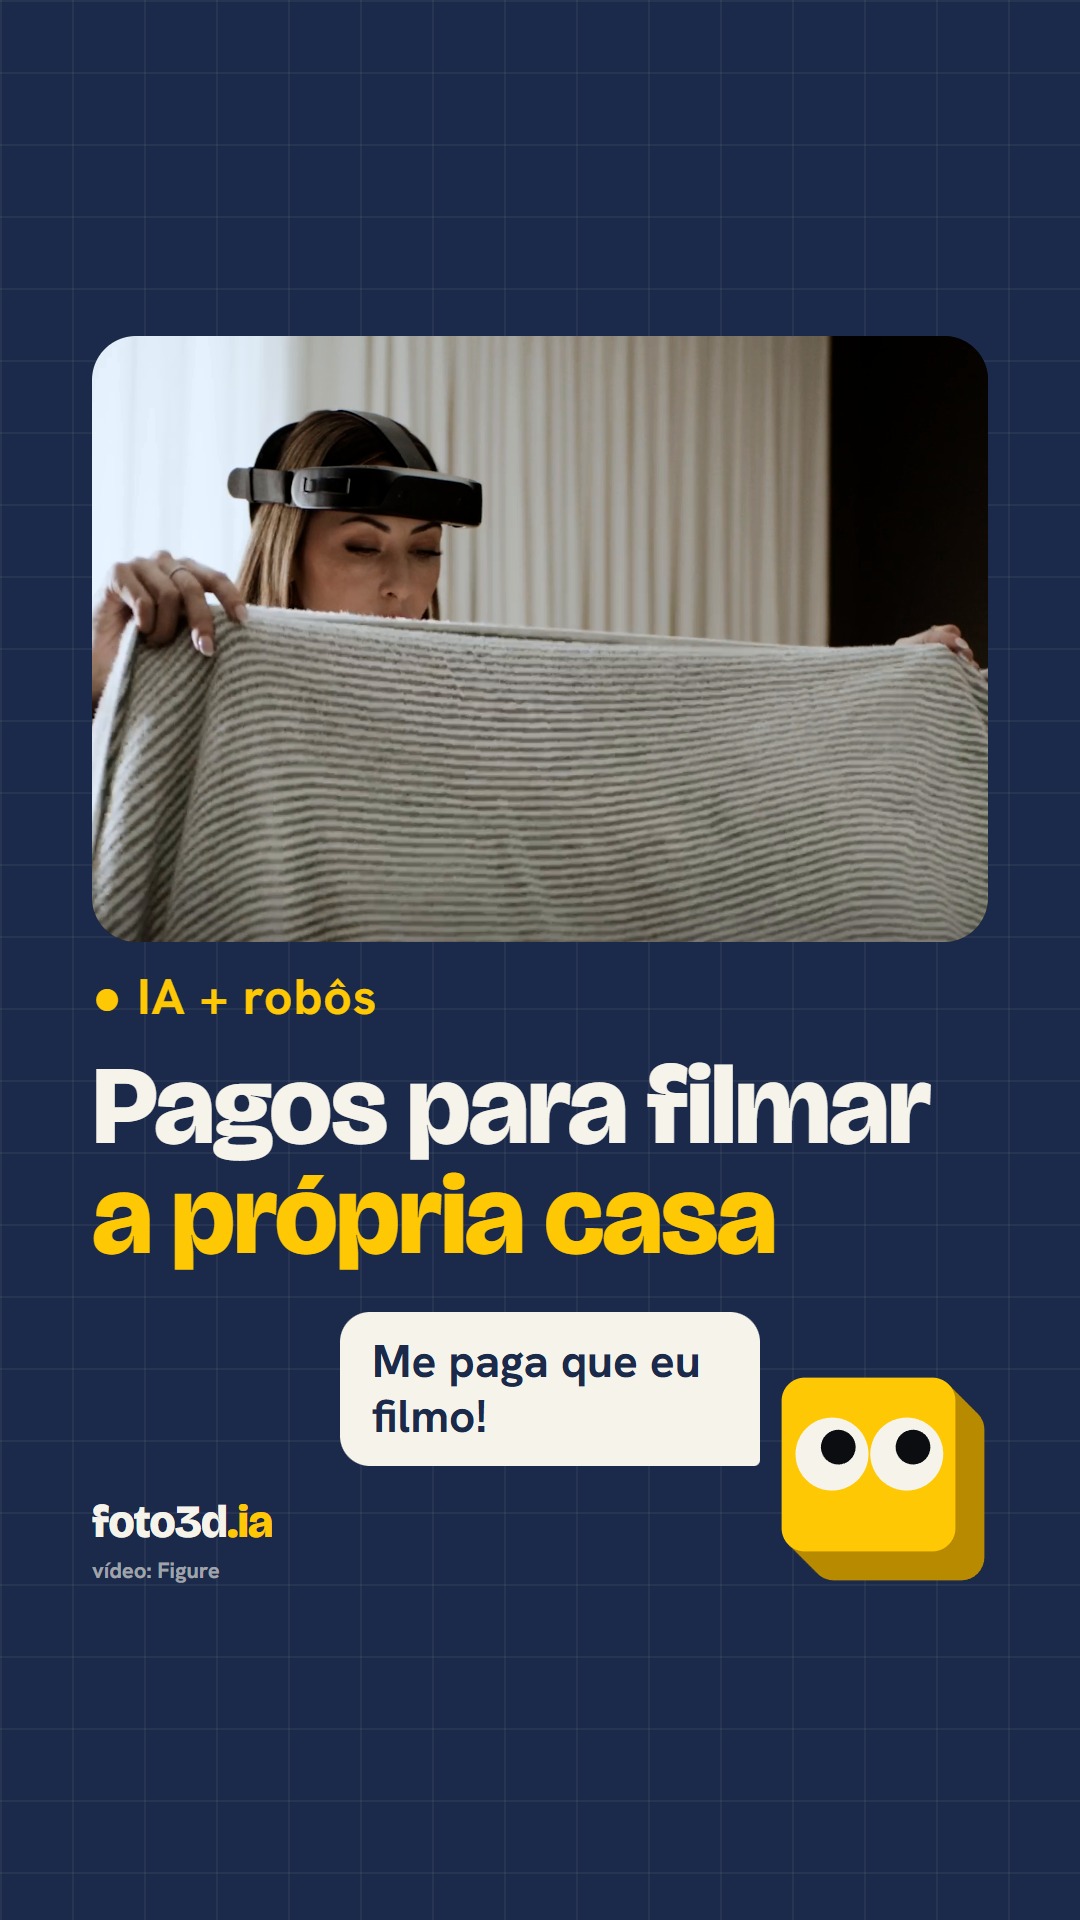 IA + robôs
Pagos para filmar
a própria casa
Me paga que eu
filmo!
foto3d.ia
vídeo: Figure